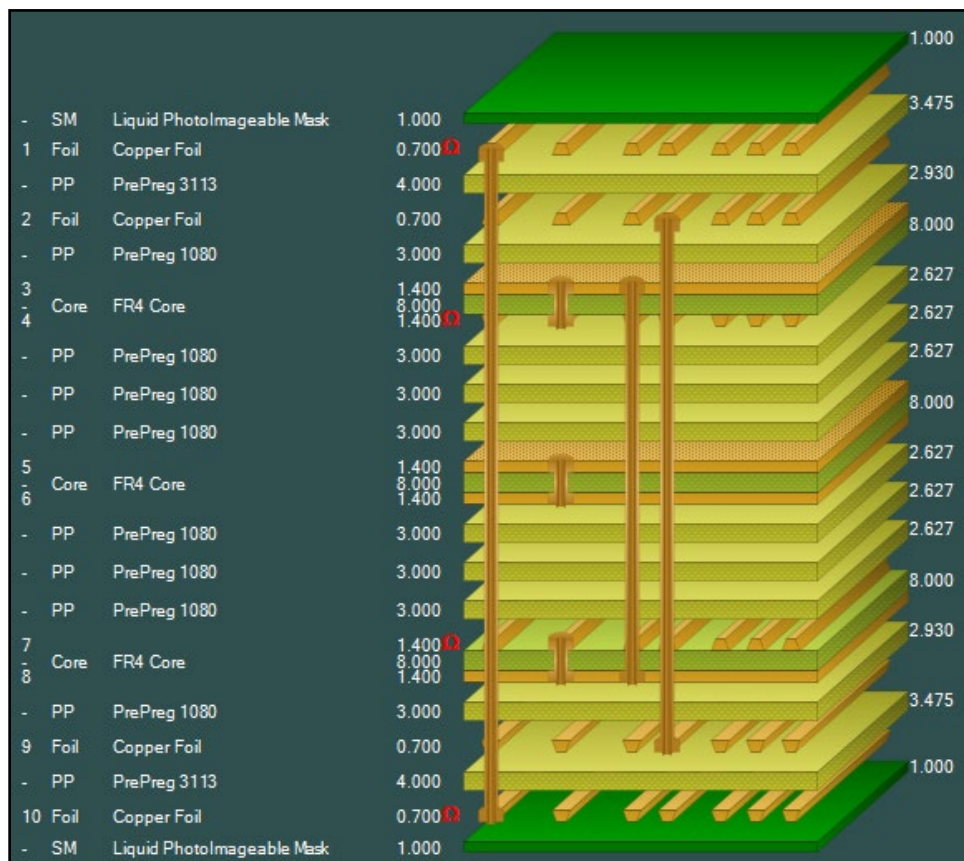 1.000
3.475
- SM Liquid PhotoImageable Mask 1.000
1 Foil Copper Foil 0.700 Ω
2.930
- PP PrePreg 3113 4.000
2 Foil Copper Foil 0.700
8.000
- PP PrePreg 1080 3.000
2.627
3 1.400
- Core FR4 Core 8.000
4 1.400 Ω
2.627
- PP PrePreg 1080 3.000
2.627
- PP PrePreg 1080 3.000
8.000
- PP PrePreg 1080 3.000
2.627
5 1.400
- Core FR4 Core 8.000
6 1.400
2.627
- PP PrePreg 1080 3.000
2.627
- PP PrePreg 1080 3.000
8.000
- PP PrePreg 1080 3.000
2.930
7 1.400 Ω
- Core FR4 Core 8.000
8 1.400
3.475
- PP PrePreg 1080 3.000
9 Foil Copper Foil 0.700
1.000
- PP PrePreg 3113 4.000
10 Foil Copper Foil 0.700 Ω
- SM Liquid PhotoImageable Mask 1.000